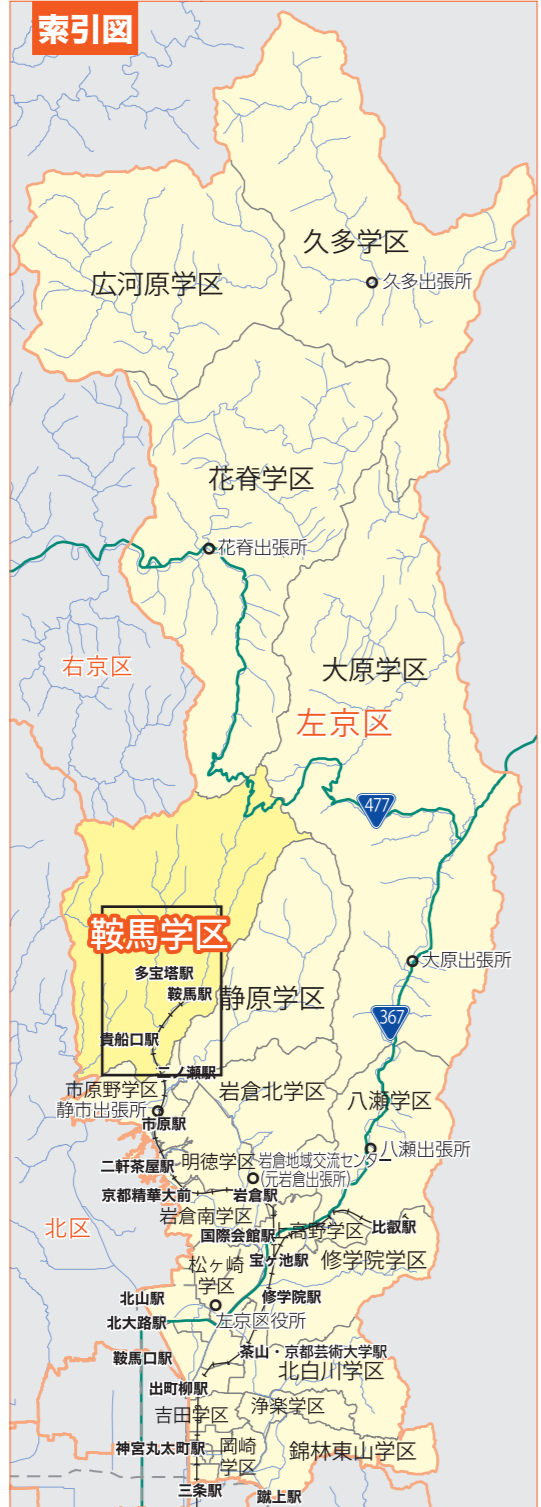 索引図
久多学区
久多出張所
広河原学区
花脊学区
花脊出張所
右京区
大原学区
左京区
477
鞍馬学区
多宝塔駅
鞍馬駅
静原学区
大原出張所
367
貴船口駅
二ノ瀬駅
市原野学区
静市出張所
市原駅
岩倉北学区
八瀬学区
八瀬出張所
二軒茶屋駅
明徳学区
岩倉地域交流センター
(元岩倉出張所)
京都精華大前
岩倉駅
岩倉南学区
北区
国際会館駅
上高野学区
比叡駅
宝ヶ池駅
修学院学区
松ヶ崎
学区
北山駅
修学院駅
北大路駅
左京区役所
鞍馬口駅
茶山・京都芸術大学駅
北白川学区
出町柳駅
吉田学区
浄楽学区
神宮丸太町駅
岡崎
学区
錦林東山学区
三条駅
蹴上駅